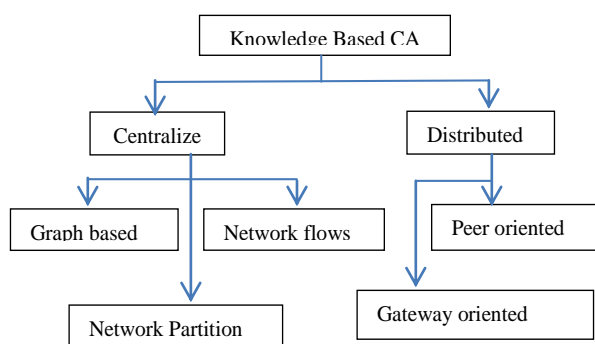 Knowledge Based CA
Centralize
Distributed
Graph based
Network flows
Peer oriented
Network Partition
Gateway oriented